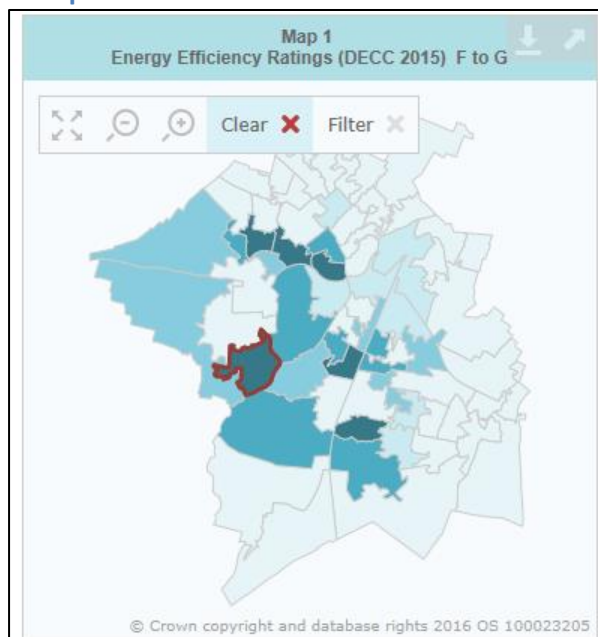 Map 1
Energy Efficiency Ratings (DECC 2015) F to G
Clear
Filter
© Crown copyright and database rights 2016 OS 100023205